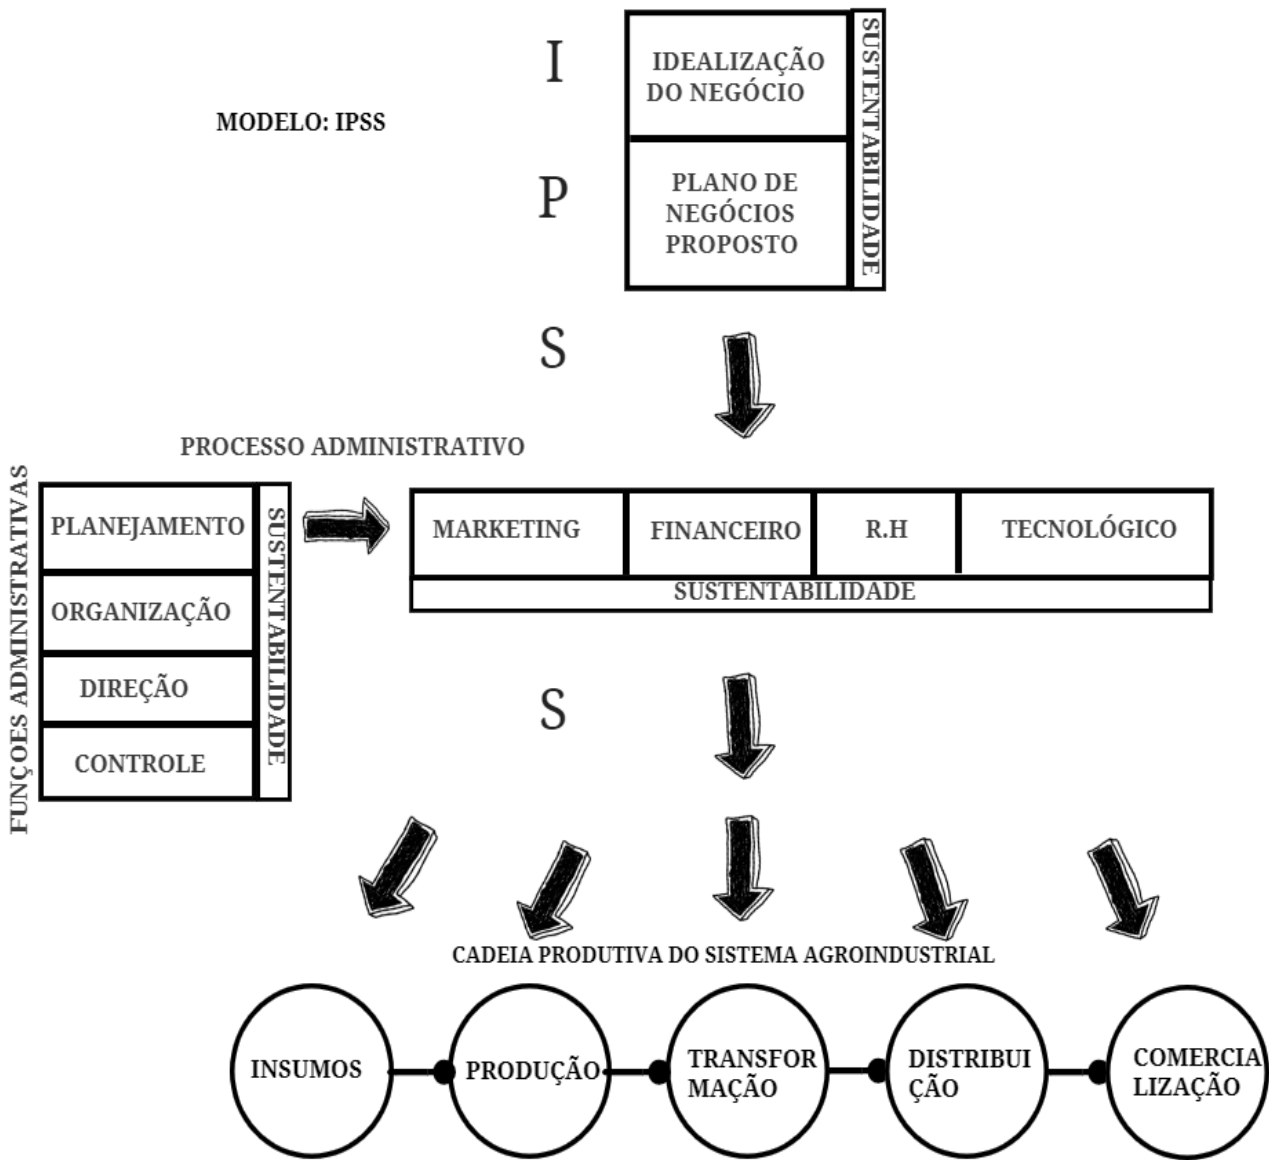 I
IDEALIZAÇÃO
DO NEGÓCIO
SUSTENTABILIDADE
MODELO: IPSS
P
PLANO DE
NEGÓCIOS
PROPOSTO
S
PROCESSO ADMINISTRATIVO
FUNÇOES ADMINISTRATIVAS
PLANEJAMENTO
ORGANIZAÇÃO
DIREÇÃO
CONTROLE
SUSTENTABILIDADE
MARKETING
FINANCEIRO
R.H
TECNOLÓGICO
SUSTENTABILIDADE
S
CADEIA PRODUTIVA DO SISTEMA AGROINDUSTRIAL
INSUMOS
PRODUÇÃO
TRANSFOR
MAÇÃO
DISTRIBUI
ÇÃO
COMERCIA
LIZAÇÃO